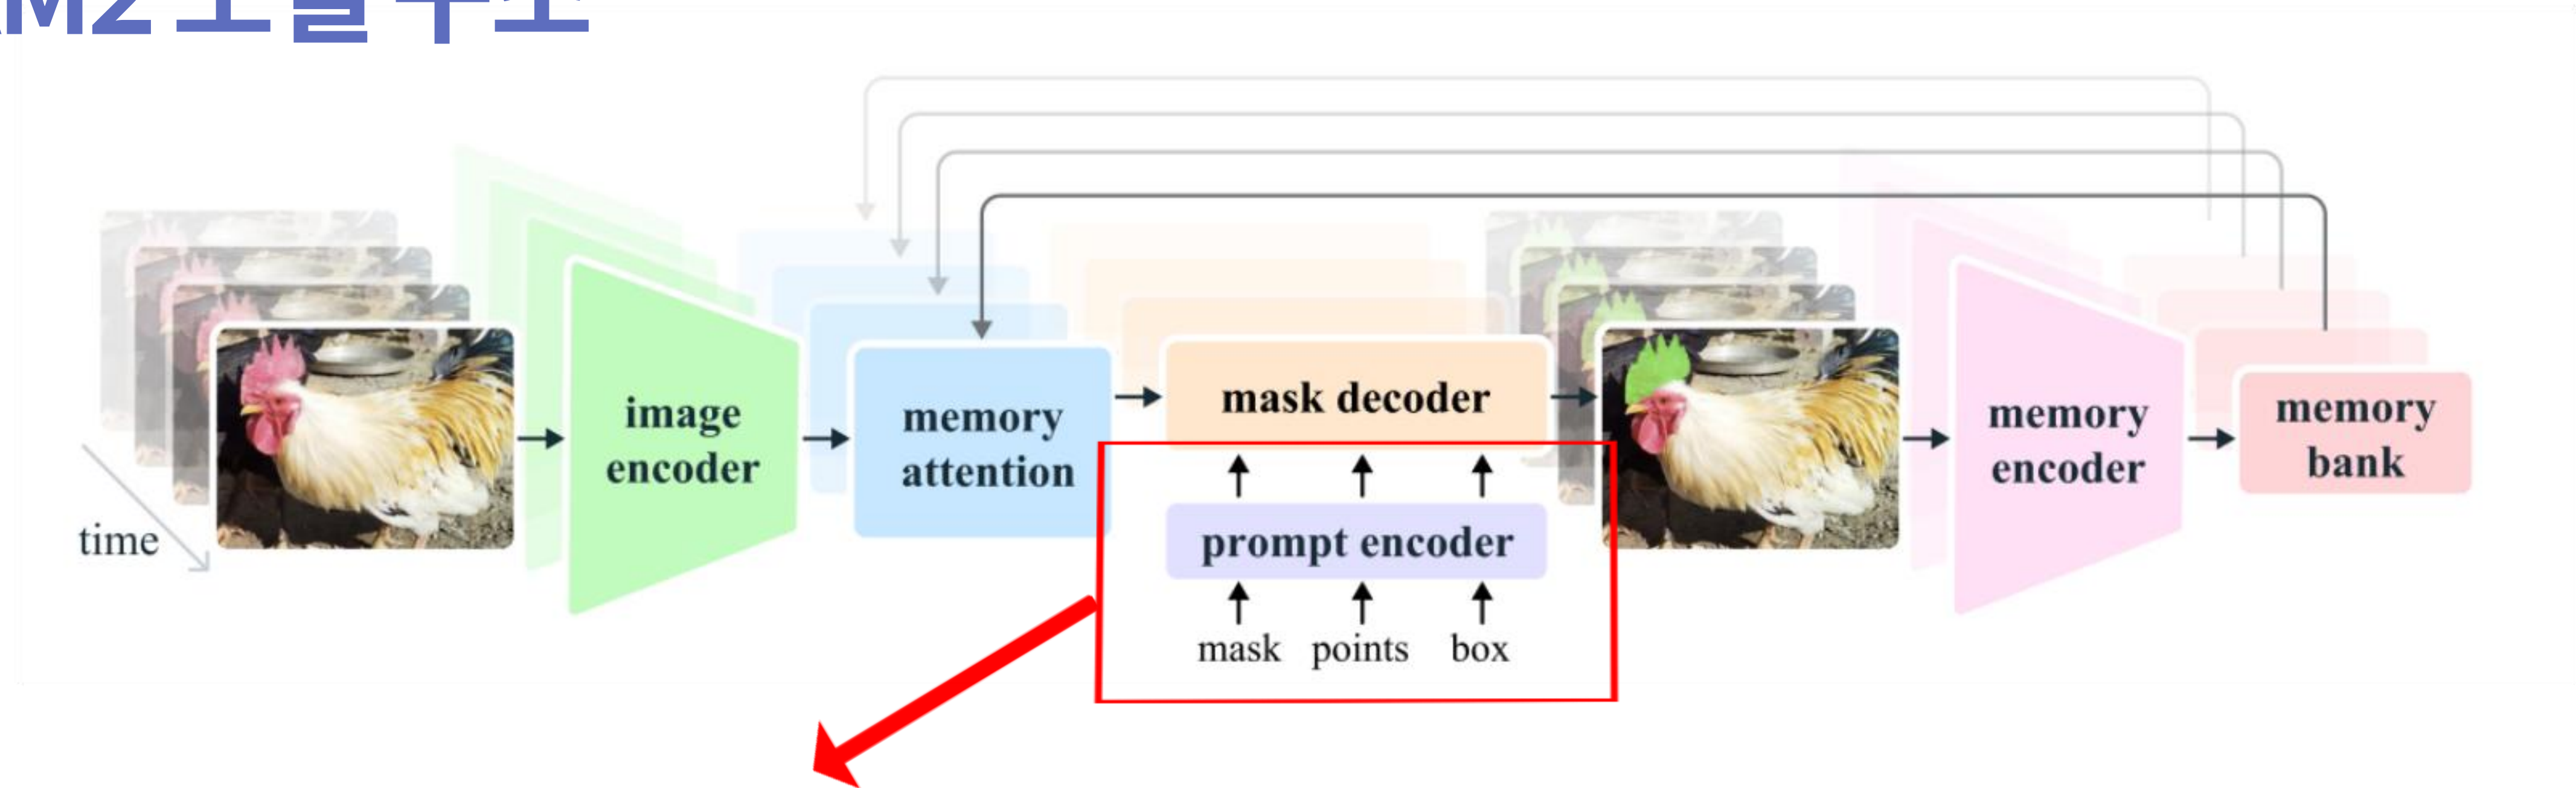 image
encoder
memory
attention
mask decoder
memory
encoder
memory
bank
time
prompt encoder
mask points box